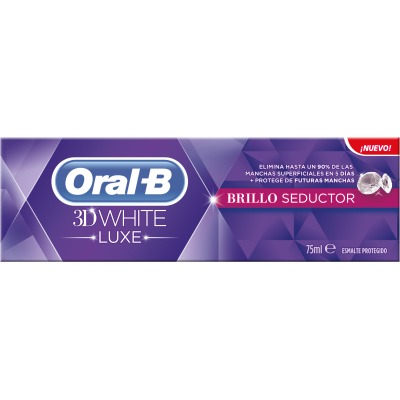 ¡NUEVO!
ELIMINA HASTA UN 90% DE LAS
MANCHAS SUPERFICIALES EN 5 DÍAS
+ PROTEGE DE FUTURAS MANCHAS
Oral-B
3D WHITE
LUXE
BRILLO SEDUCTOR
75ml e
ESMALTE PROTEGIDO